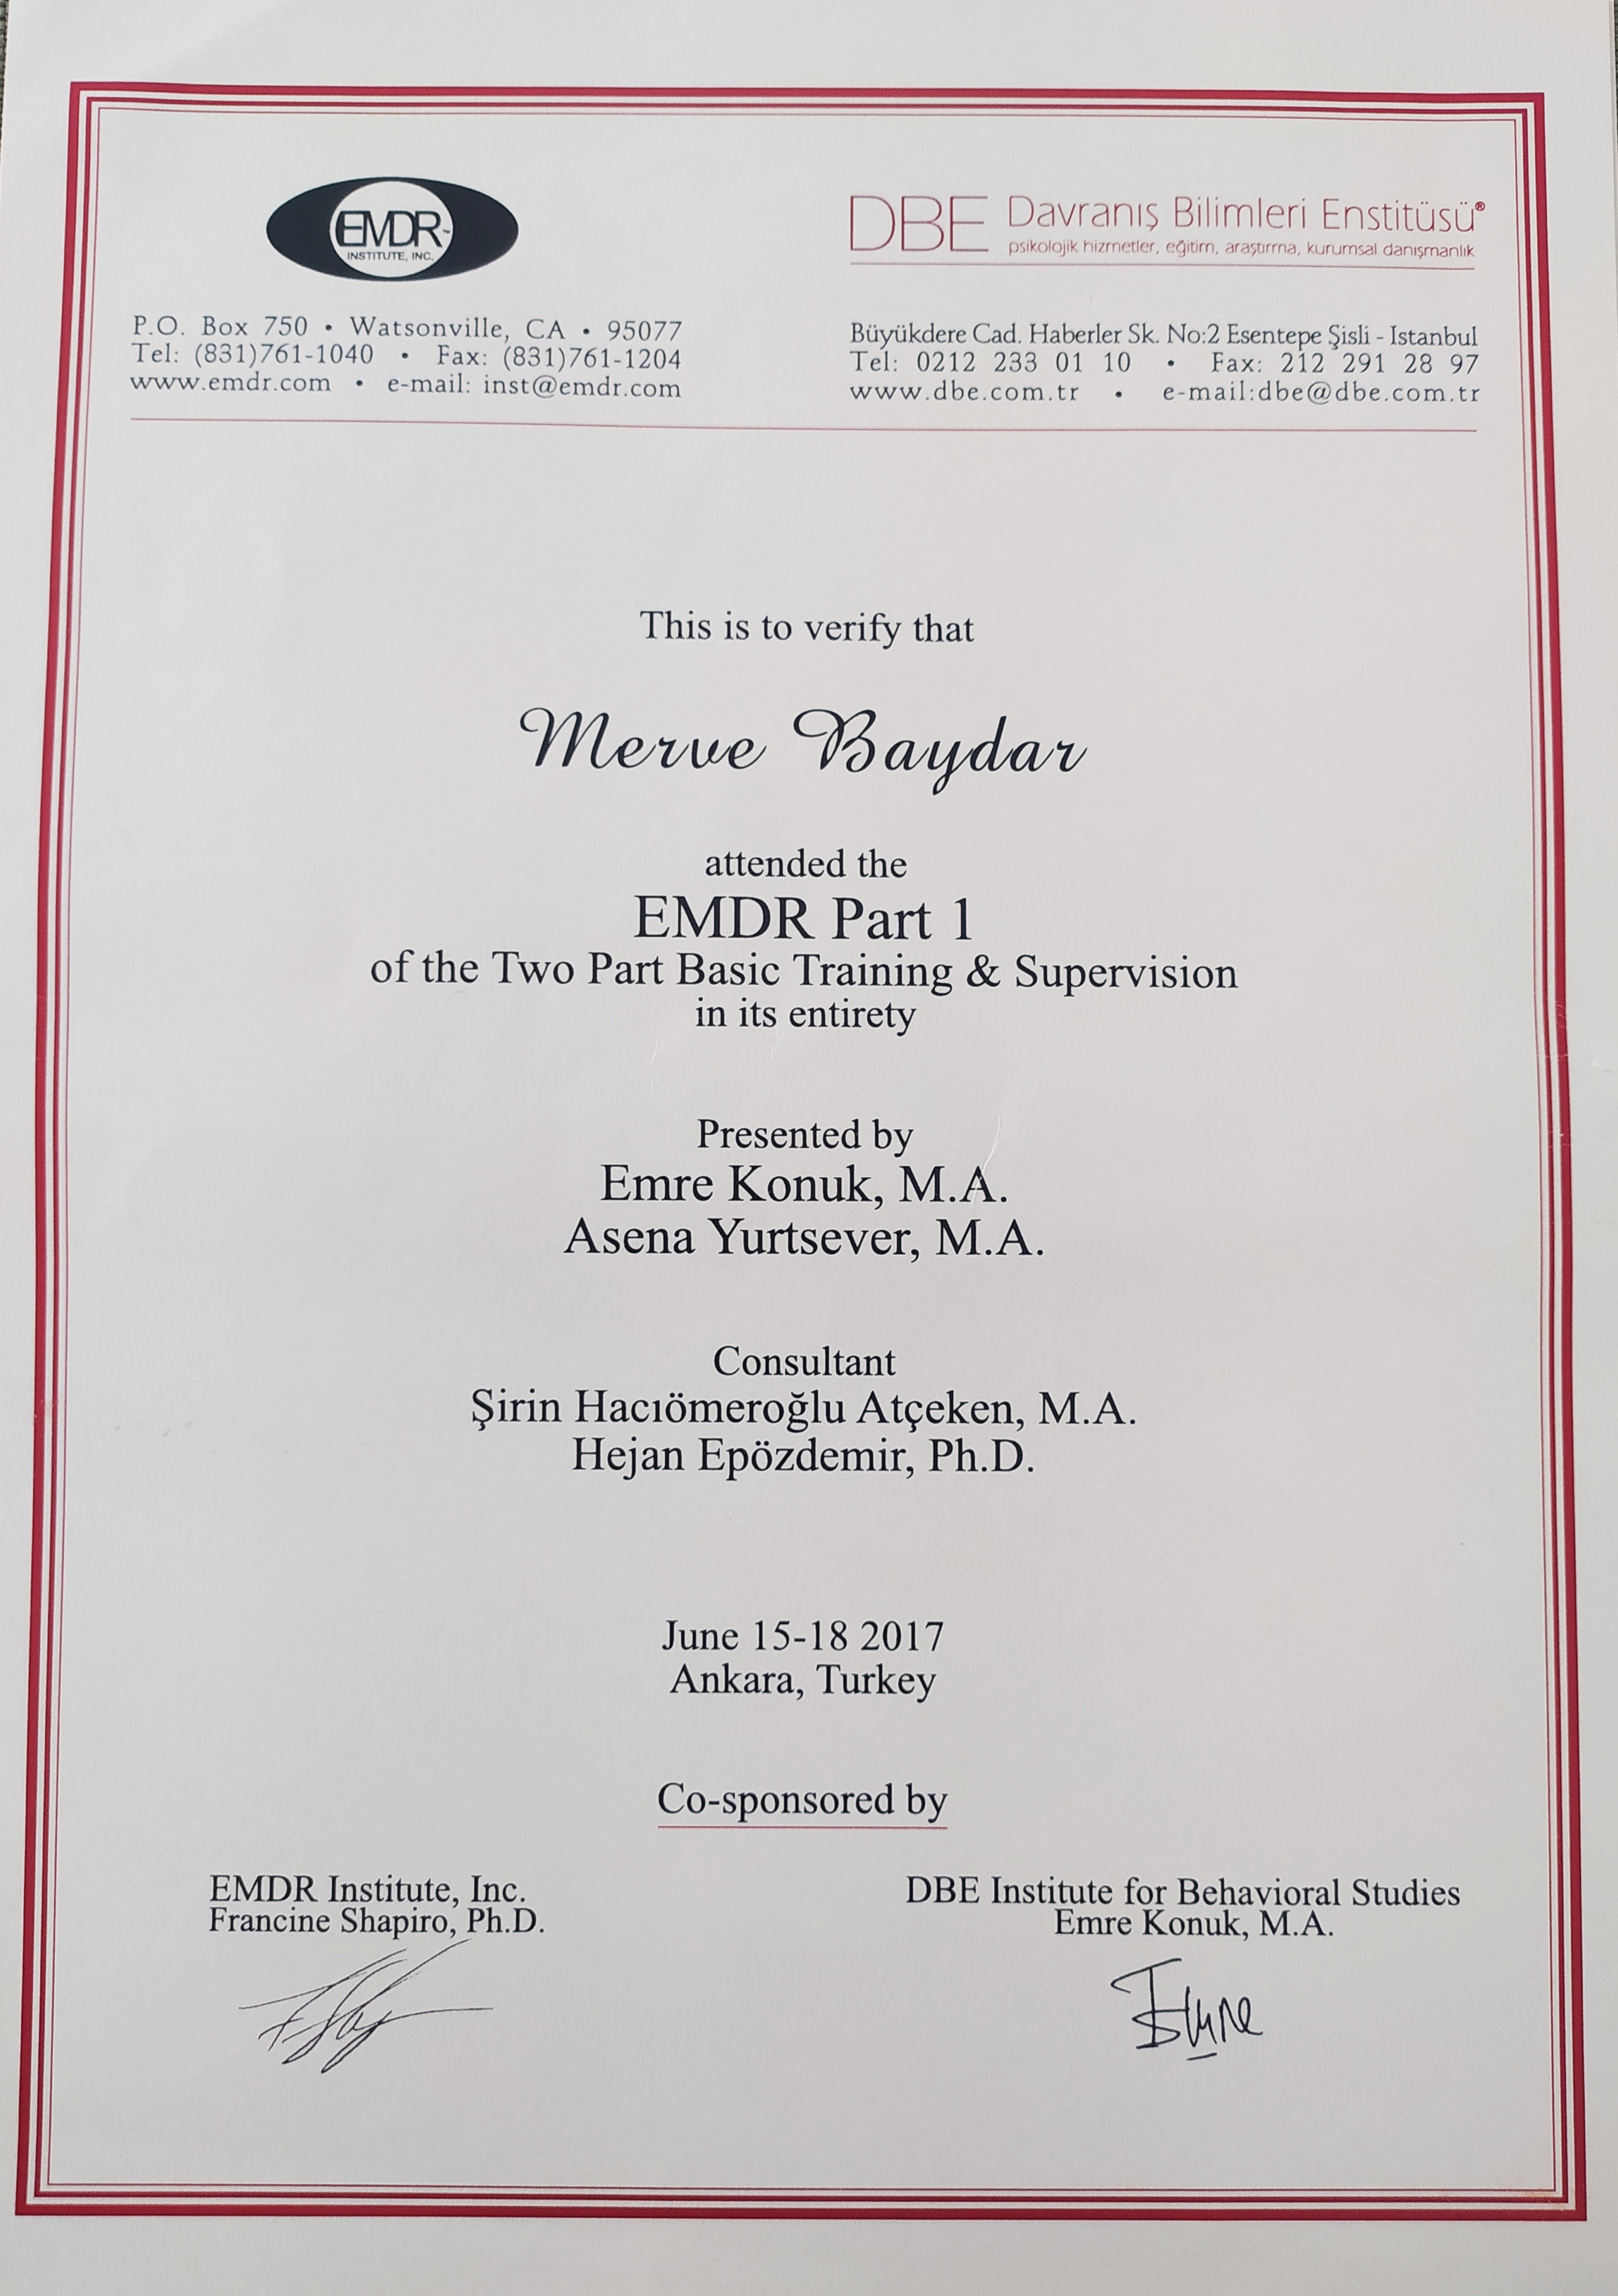 EMDR™
INSTITUTE, INC.
P.O. Box 750 • Watsonville, CA • 95077
Tel: (831)761-1040 • Fax: (831)761-1204
www.emdr.com • e-mail: inst@emdr.com
DBE Davranış Bilimleri Enstitüsü®
psikolojik hizmetler, eğitim, araştırma, kurumsal danışmanlık
Büyükdere Cad. Haberler Sk. No:2 Esentepe Şisli - Istanbul
Tel: 0212 233 01 10 • Fax: 212 291 28 97
www.dbe.com.tr • e-mail:dbe@dbe.com.tr
This is to verify that
Merve Baydar
attended the
EMDR Part 1
of the Two Part Basic Training & Supervision
in its entirety
Presented by
Emre Konuk, M.A.
Asena Yurtsever, M.A.
Consultant
Şirin Hacıömeroğlu Atçeken, M.A.
Hejan Epözdemir, Ph.D.
June 15-18 2017
Ankara, Turkey
Co-sponsored by
EMDR Institute, Inc.
Francine Shapiro, Ph.D.
DBE Institute for Behavioral Studies
Emre Konuk, M.A.
Emre